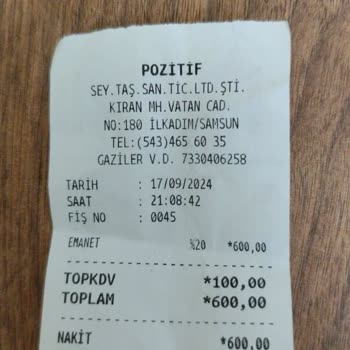 POZİTİF
SEY.TAŞ.SAN.TİC.LTD.ŞTİ.
KIRAN MH.VATAN CAD.
NO:180 İLKADIM/SAMSUN
TEL:(543)465 60 35
GAZİLER V.D. 7330406258
TARİH : 17/09/2024
SAAT : 21:08:42
FİŞ NO : 0045
EMANET %20 *600,00
TOPKDV *100,00
TOPLAM *600,00
NAKİT *600,00